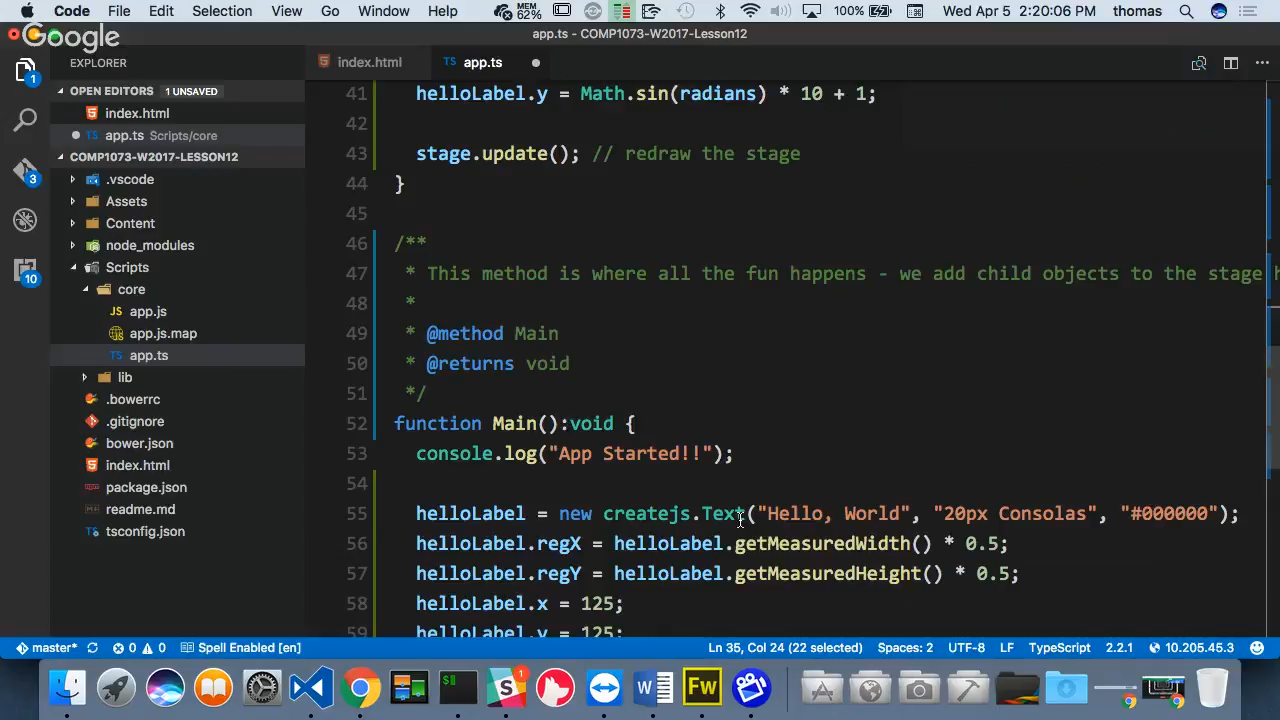 Code File Edit Selection View Go Window Help MEM 62% 100% Wed Apr 5 2:20:06 PM thomas
Google
app.ts - COMP1073-W2017-LESSON12
EXPLORER
index.html
app.ts
OPEN EDITORS 1 UNSAVED
index.html
app.ts Scripts/core
COMP1073-W2017-LESSON12
.vscode
Assets
Content
node_modules
Scripts
core
app.js
app.js.map
app.ts
lib
.bowerrc
.gitignore
bower.json
index.html
package.json
readme.md
tsconfig.json
1
3
10
41 helloLabel.y = Math.sin(radians) * 10 + 1;
42
43 stage.update(); // redraw the stage
44 }
45
46 /**
47 * This method is where all the fun happens - we add child objects to the stage h
48 *
49 * @method Main
50 * @returns void
51 */
52 function Main():void {
53 console.log("App Started!!");
54
55 helloLabel = new createjs.Text("Hello, World", "20px Consolas", "#000000");
56 helloLabel.regX = helloLabel.getMeasuredWidth() * 0.5;
57 helloLabel.regY = helloLabel.getMeasuredHeight() * 0.5;
58 helloLabel.x = 125;
59 helloLabel.y = 125;
master* 0 0 Spell Enabled [en] Ln 35, Col 24 (22 selected) Spaces: 2 UTF-8 LF TypeScript 2.2.1 10.205.45.3
1
Fw